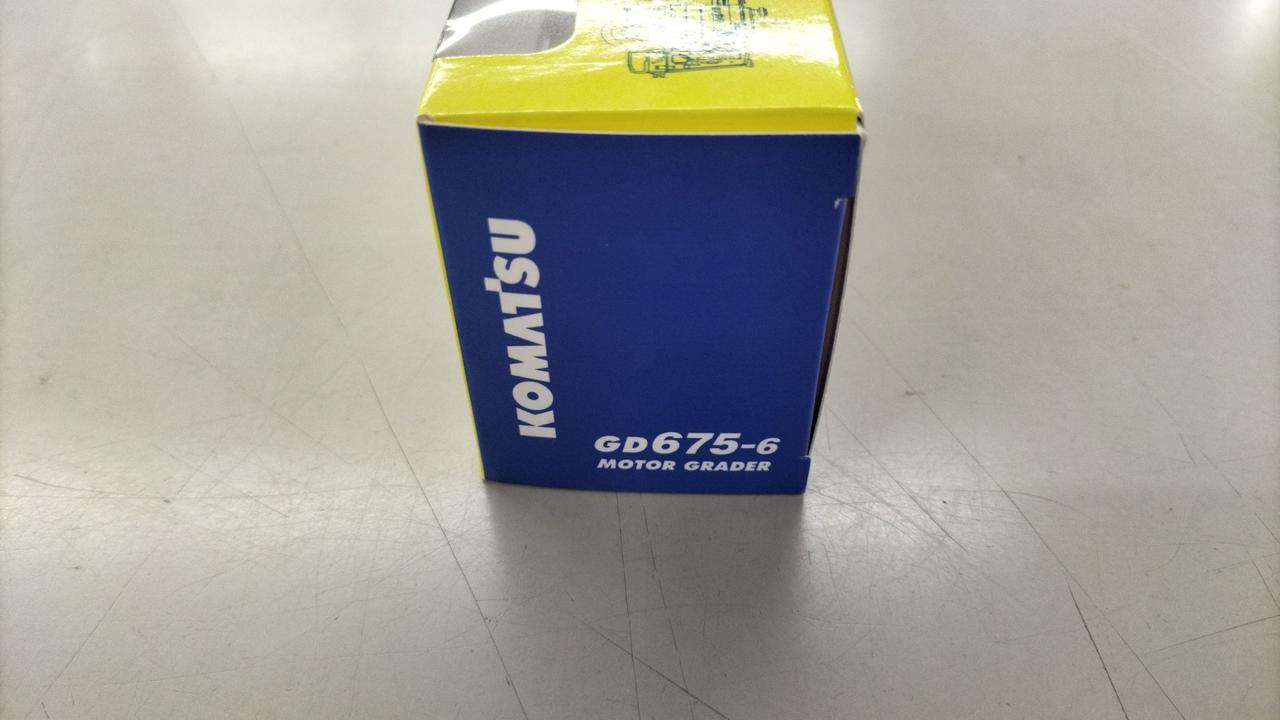 KOMATSU
GD675-6
MOTOR GRADER